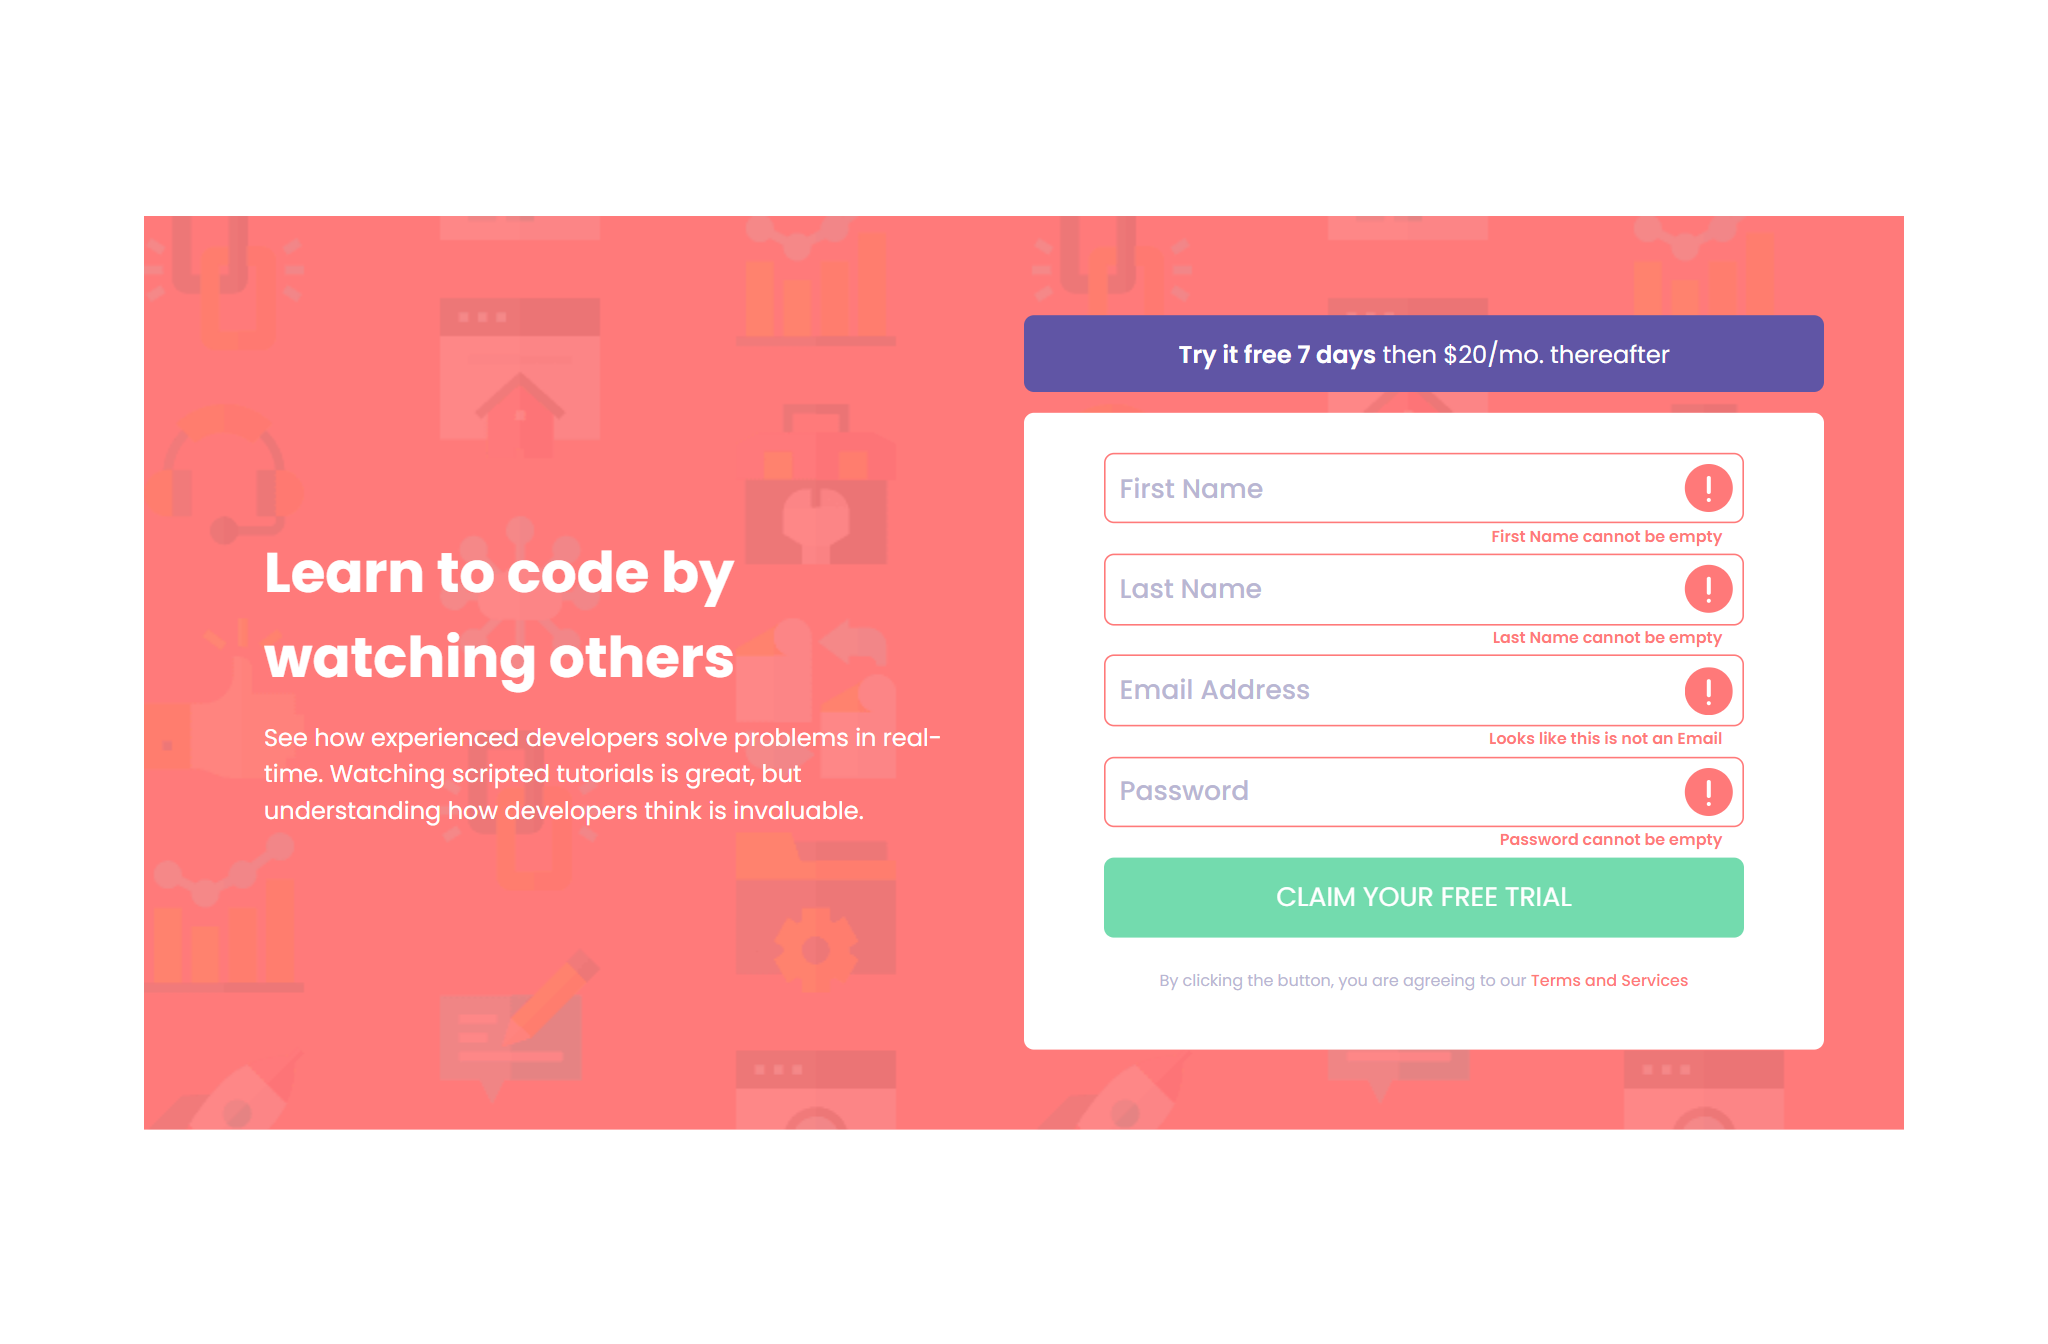 Learn to code by
watching others
See how experienced developers solve problems in real-
time. Watching scripted tutorials is great, but
understanding how developers think is invaluable.
Try it free 7 days then $20/mo. thereafter
First Name
First Name cannot be empty
Last Name
Last Name cannot be empty
Email Address
Looks like this is not an Email
Password
Password cannot be empty
CLAIM YOUR FREE TRIAL
By clicking the button, you are agreeing to our Terms and Services